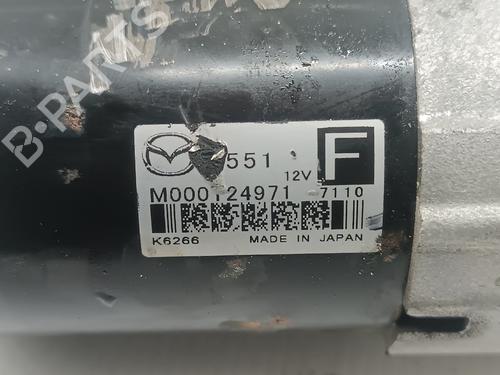 B-PARTS
551
12V
F
M000124971 7110
K6266
MADE IN JAPAN